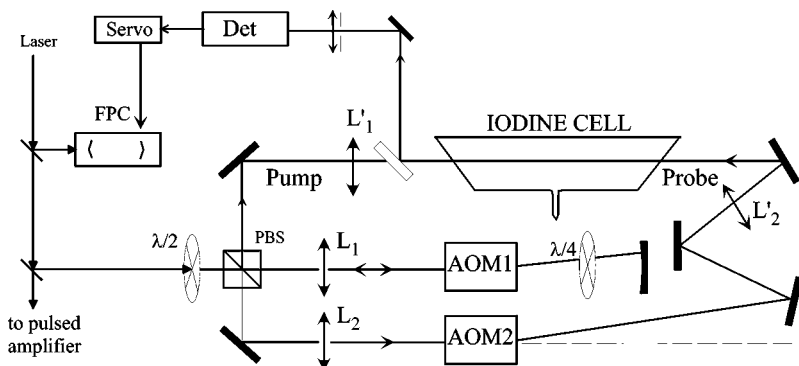 Servo
Det
Laser
FPC
L'1
IODINE CELL
Pump
Probe
L'2
λ/2
PBS
L1
AOM1
λ/4
L2
AOM2
to pulsed
amplifier